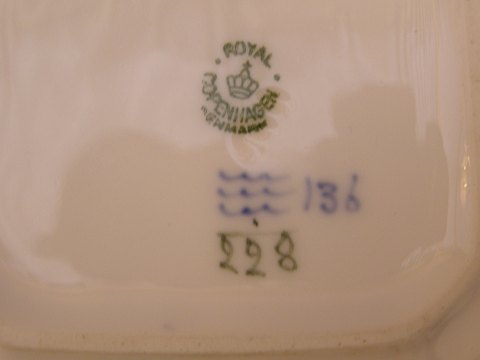 ROYAL
COPENHAGEN
DENMARK
136
228